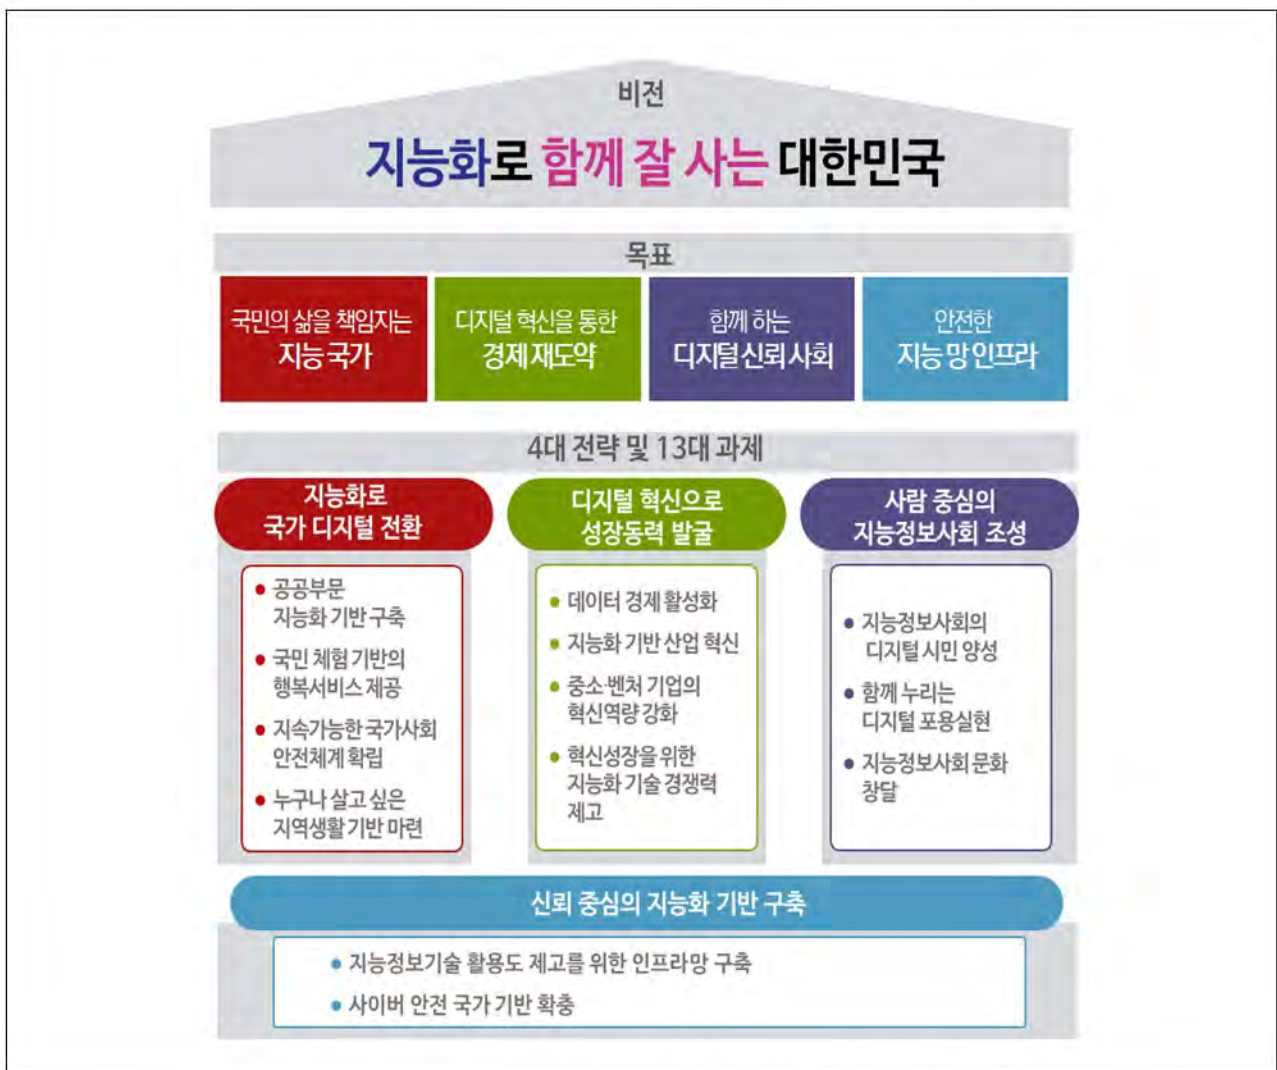 비전
지능화로 함께 잘 사는 대한민국
목표
국민의 삶을 책임지는
지능 국가
디지털 혁신을 통한
경제 재도약
함께 하는
디지털 신뢰 사회
안전한
지능 망 인프라
4대 전략 및 13대 과제
지능화로
국가 디지털 전환
● 공공부문
지능화 기반 구축
● 국민 체험 기반의
행복서비스 제공
● 지속가능한 국가사회
안전체계 확립
● 누구나 살고 싶은
지역생활 기반 마련
디지털 혁신으로
성장동력 발굴
● 데이터 경제 활성화
● 지능화 기반 산업 혁신
● 중소·벤처 기업의
혁신역량 강화
● 혁신성장을 위한
지능화 기술 경쟁력
제고
사람 중심의
지능정보사회 조성
● 지능정보사회의
디지털 시민 양성
● 함께 누리는
디지털 포용실현
● 지능정보사회 문화
창달
신뢰 중심의 지능화 기반 구축
● 지능정보기술 활용도 제고를 위한 인프라망 구축
● 사이버 안전 국가 기반 확충